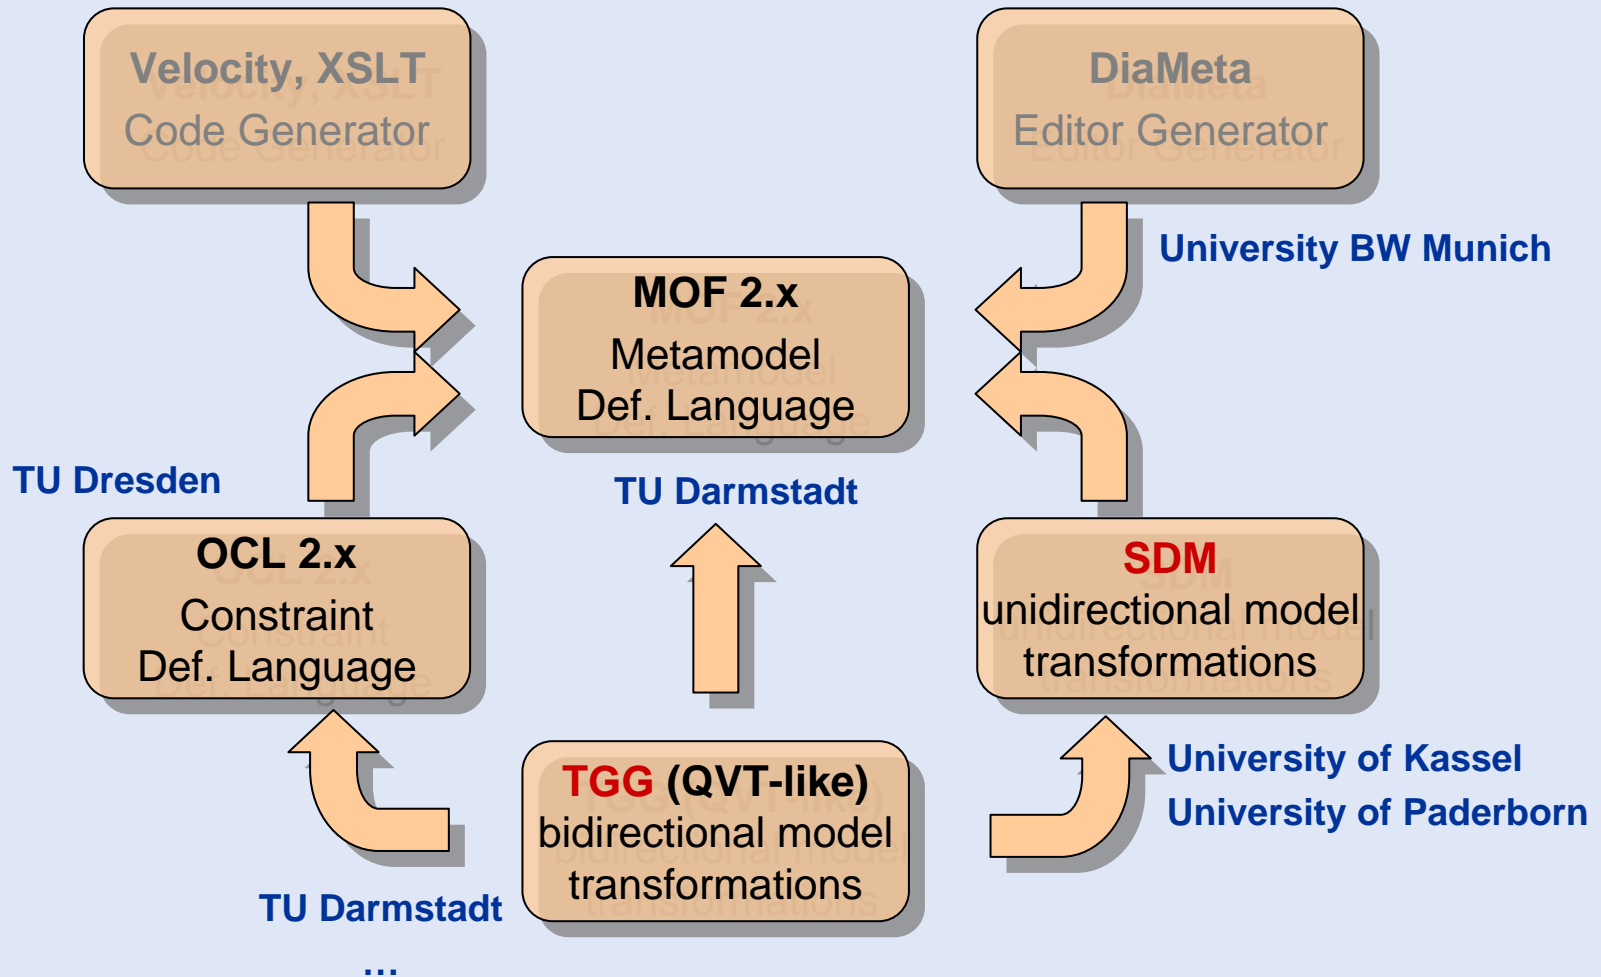 Velocity, XSLT
Code Generator
DiaMeta
Editor Generator
University BW Munich
MOF 2.x
Metamodel
Def. Language
TU Dresden
TU Darmstadt
OCL 2.x
Constraint
Def. Language
SDM
unidirectional model
transformations
TGG (QVT-like)
bidirectional model
transformations
University of Kassel
University of Paderborn
TU Darmstadt
...